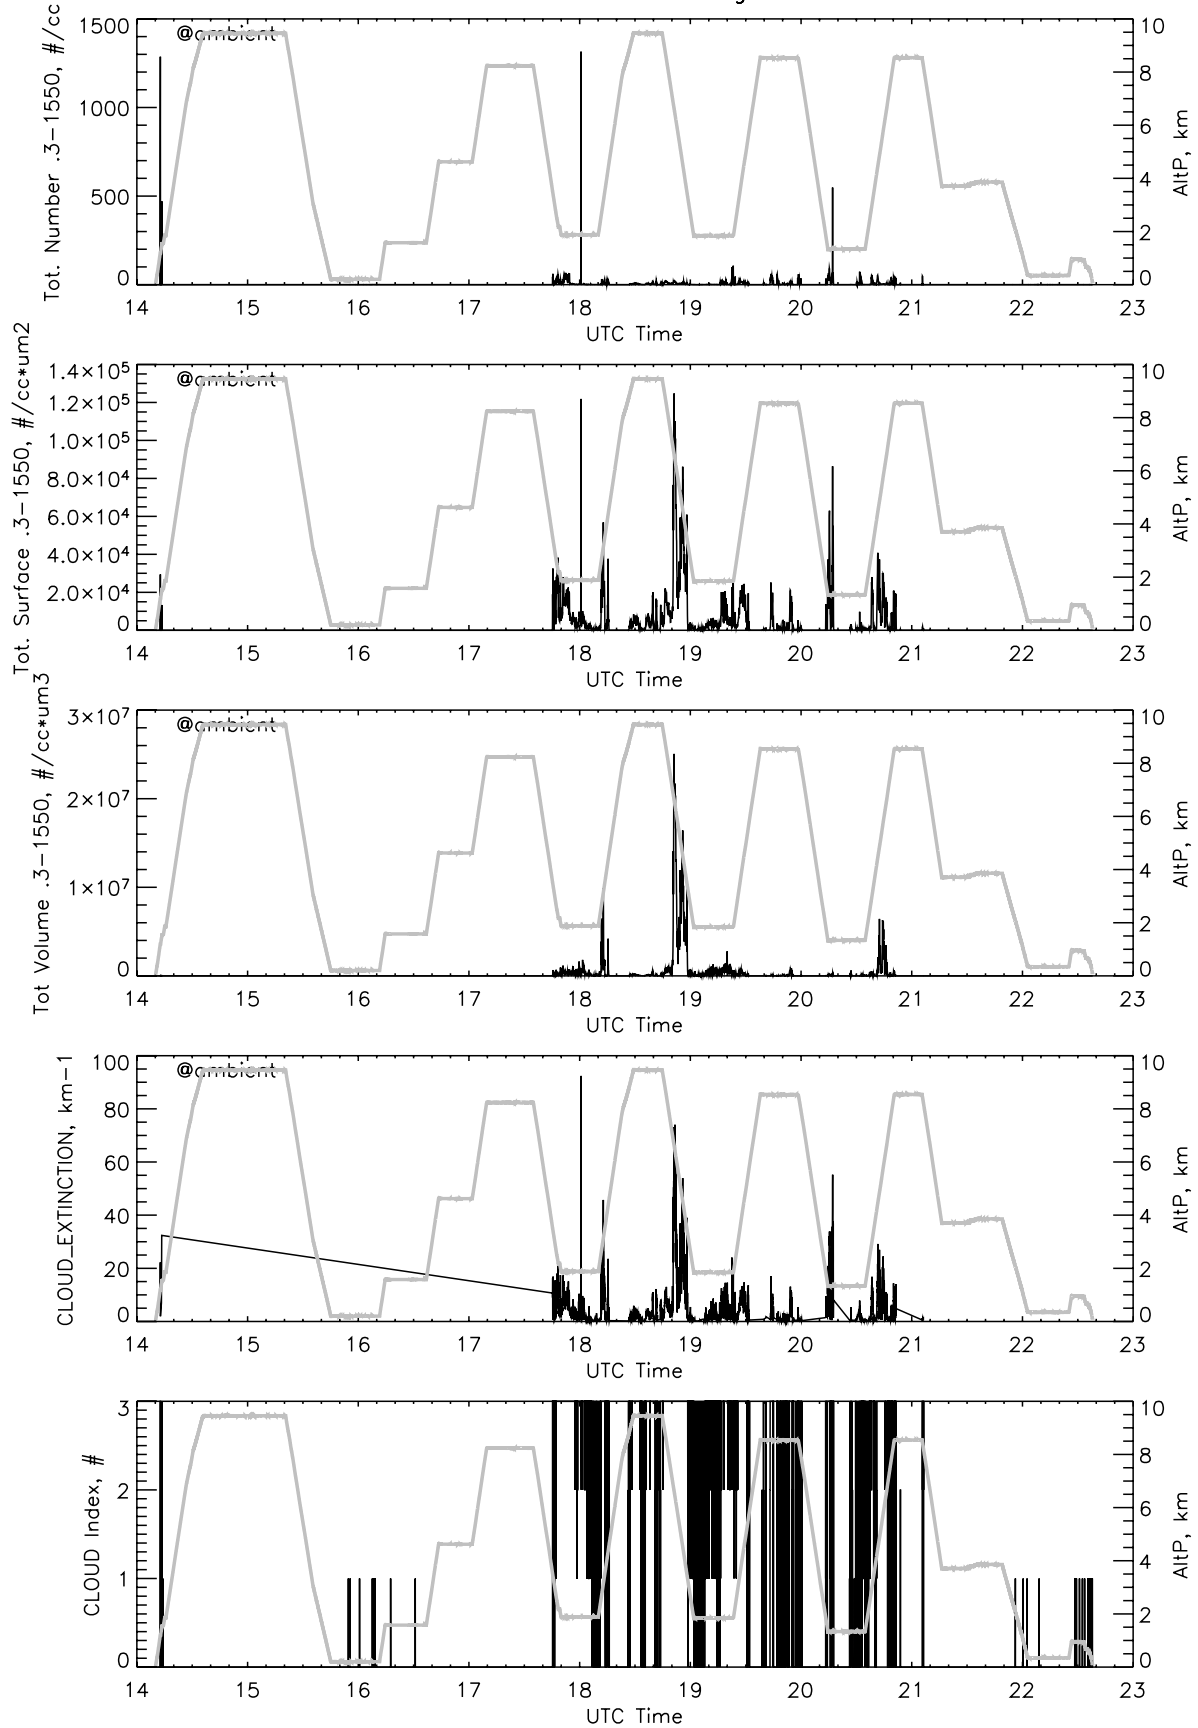 Tot. Number .3-1550, #/cc
1500
1000
500
0
@ambient
10
8
6
4
2
0
AltP, km
14 15 16 17 18 19 20 21 22 23
UTC Time
Tot. Surface .3-1550, #/cc*um2
1.4×10⁵
1.2×10⁵
1.0×10⁵
8.0×10⁴
6.0×10⁴
4.0×10⁴
2.0×10⁴
0
@ambient
10
8
6
4
2
0
AltP, km
14 15 16 17 18 19 20 21 22 23
UTC Time
Tot Volume .3-1550, #/cc*um3
3×10⁷
2×10⁷
1×10⁷
0
@ambient
10
8
6
4
2
0
AltP, km
14 15 16 17 18 19 20 21 22 23
UTC Time
CLOUD_EXTINCTION, km-1
100
80
60
40
20
0
@ambient
10
8
6
4
2
0
AltP, km
14 15 16 17 18 19 20 21 22 23
UTC Time
CLOUD Index, #
3
2
1
0
10
8
6
4
2
0
AltP, km
14 15 16 17 18 19 20 21 22 23
UTC Time